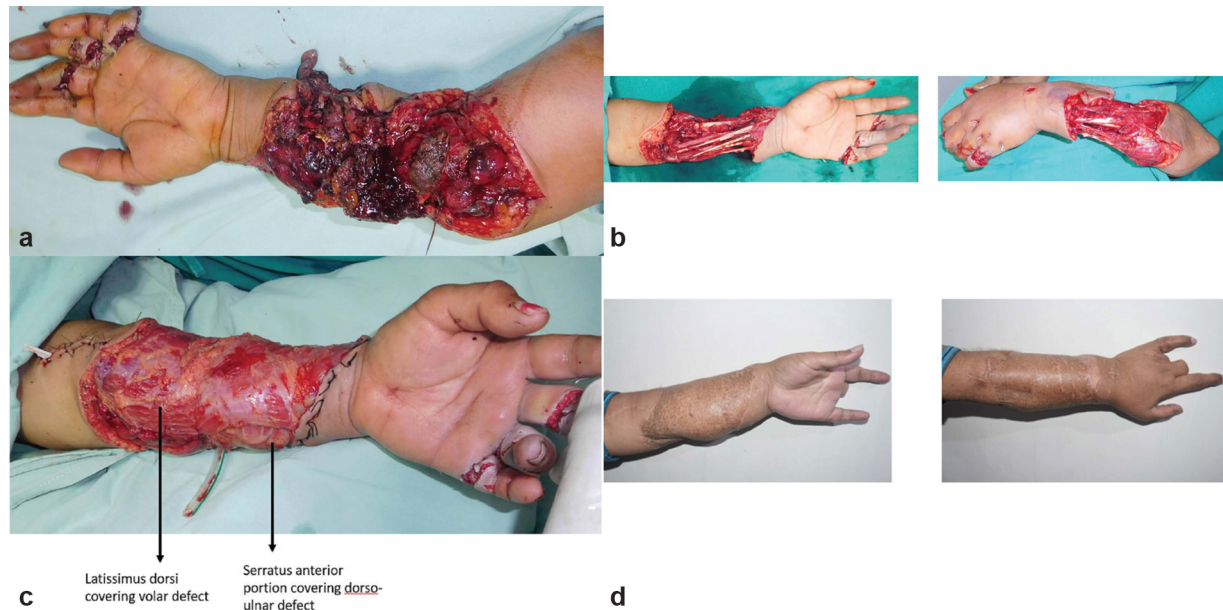 a
b
Latissimus dorsi
covering volar defect
Serratus anterior
portion covering dorso-
ulnar defect
c
d